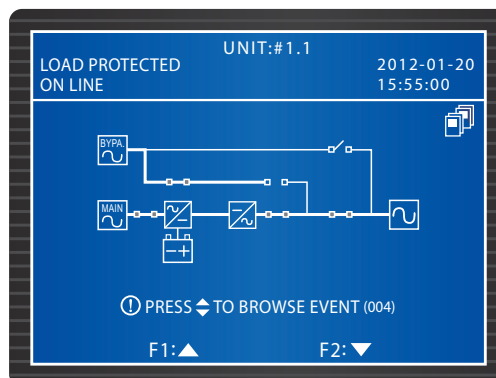 UNIT:#1.1
LOAD PROTECTED
ON LINE
2012-01-20
15:55:00
BYPA.
MAIN
PRESS TO BROWSE EVENT (004)
F1:
F2: